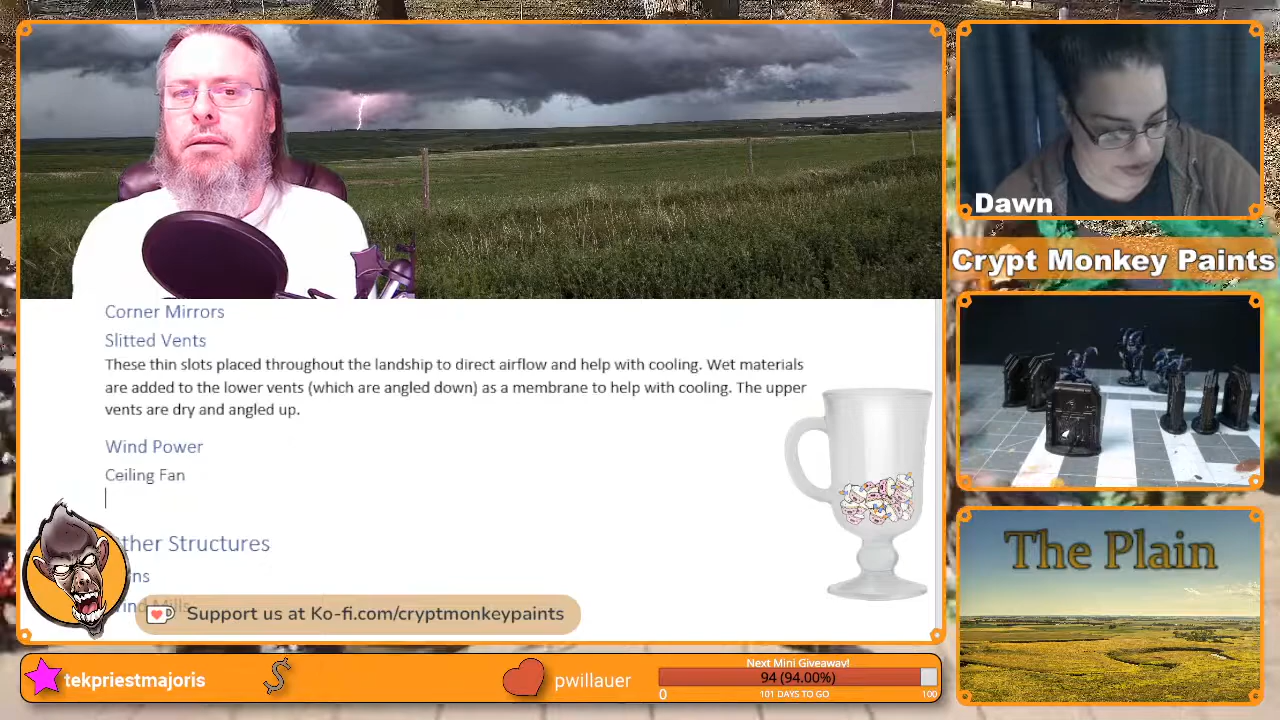 Dawn
Crypt Monkey Paints
Corner Mirrors
Slitted Vents
These thin slots placed throughout the landship to direct airflow and help with cooling. Wet materials
are added to the lower vents (which are angled down) as a membrane to help with cooling. The upper
vents are dry and angled up.
Wind Power
Ceiling Fan
ther Structures
Mills
Support us at Ko-fi.com/cryptmonkeypaints
The Plain
tekpriestmajoris
$
pwillauer
Next Mini Giveaway!
94 (94.00%)
0
101 DAYS TO GO
100